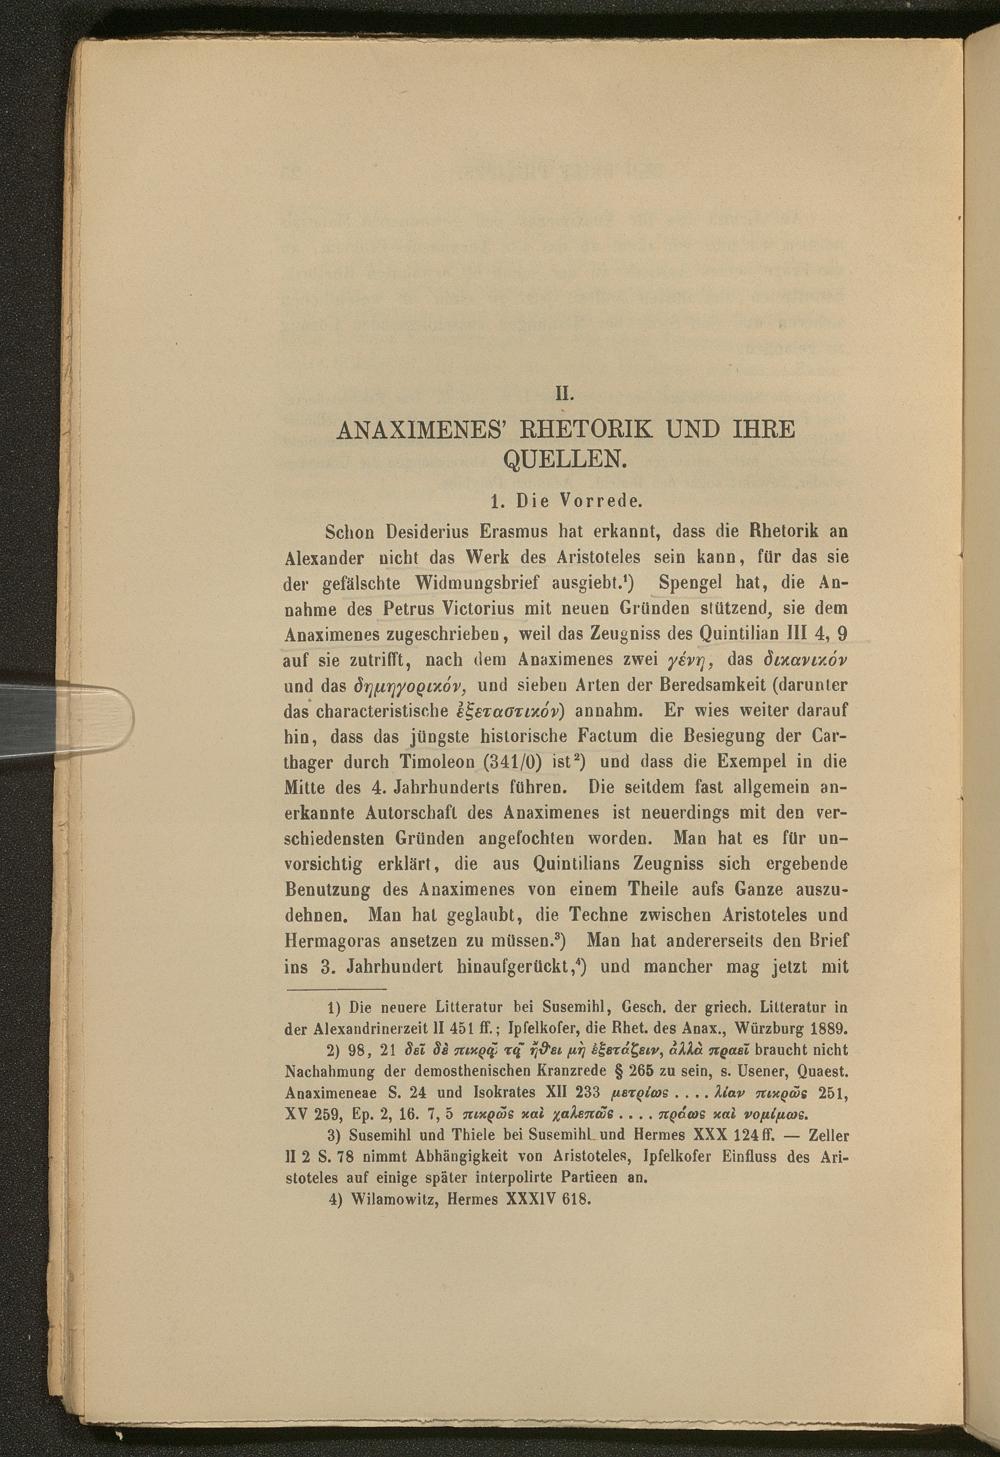 II.
ANAXIMENES’ RHETORIK UND IHRE
QUELLEN.
1. Die Vorrede.
Schon Desiderius Erasmus hat erkannt, dass die Rhetorik an
Alexander nicht das Werk des Aristoteles sein kann, für das sie
der gefälschte Widmungsbrief ausgiebt.¹) Spengel hat, die An-
nahme des Petrus Victorius mit neuen Gründen stützend, sie dem
Anaximenes zugeschrieben, weil das Zeugniss des Quintilian III 4, 9
auf sie zutrifft, nach dem Anaximenes zwei γένη, das δικανικόν
und das δημηγορικόν, und sieben Arten der Beredsamkeit (darunter
das characteristische ἐξεταστικόν) annahm. Er wies weiter darauf
hin, dass das jüngste historische Factum die Besiegung der Car-
thager durch Timoleon (341/0) ist²) und dass die Exempel in die
Mitte des 4. Jahrhunderts führen. Die seitdem fast allgemein an-
erkannte Autorschaft des Anaximenes ist neuerdings mit den ver-
schiedensten Gründen angefochten worden. Man hat es für un-
vorsichtig erklärt, die aus Quintilians Zeugniss sich ergebende
Benutzung des Anaximenes von einem Theile aufs Ganze auszu-
dehnen. Man hat geglaubt, die Techne zwischen Aristoteles und
Hermagoras ansetzen zu müssen.³) Man hat andererseits den Brief
ins 3. Jahrhundert hinaufgerückt,⁴) und mancher mag jetzt mit
1) Die neuere Litteratur bei Susemihl, Gesch. der griech. Litteratur in
der Alexandrinerzeit II 451 ff.; Ipfelkofer, die Rhet. des Anax., Würzburg 1889.
2) 98, 21 δεῖ δὲ πικρῷ τῷ ἤθει μὴ ἐξετάζειν, ἀλλὰ πραεῖ braucht nicht
Nachahmung der demosthenischen Kranzrede § 265 zu sein, s. Usener, Quaest.
Anaximeneae S. 24 und Isokrates XII 233 μετρίως . . . . λίαν πικρῶς 251,
XV 259, Ep. 2, 16. 7, 5 πικρῶς καὶ χαλεπῶς . . . . πράως καὶ νομίμως.
3) Susemihl und Thiele bei Susemihl und Hermes XXX 124 ff. — Zeller
II 2 S. 78 nimmt Abhängigkeit von Aristoteles, Ipfelkofer Einfluss des Ari-
stoteles auf einige später interpolirte Partieen an.
4) Wilamowitz, Hermes XXXIV 618.